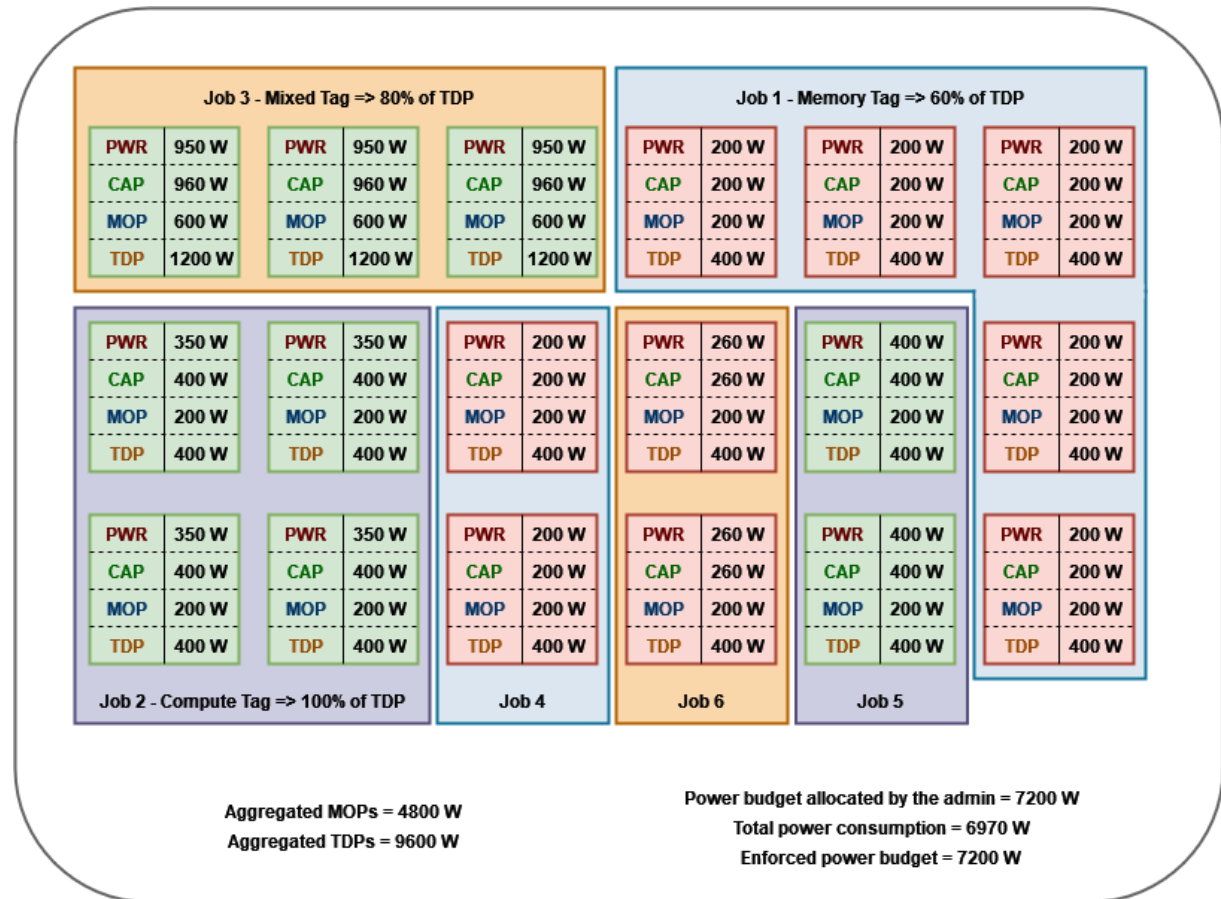 Job 3 - Mixed Tag => 80% of TDP
PWR 950 W PWR 950 W PWR 950 W
CAP 960 W CAP 960 W CAP 960 W
MOP 600 W MOP 600 W MOP 600 W
TDP 1200 W TDP 1200 W TDP 1200 W
Job 1 - Memory Tag => 60% of TDP
PWR 200 W PWR 200 W PWR 200 W
CAP 200 W CAP 200 W CAP 200 W
MOP 200 W MOP 200 W MOP 200 W
TDP 400 W TDP 400 W TDP 400 W
PWR 200 W
CAP 200 W
MOP 200 W
TDP 400 W
PWR 200 W
CAP 200 W
MOP 200 W
TDP 400 W
PWR 350 W PWR 350 W
CAP 400 W CAP 400 W
MOP 200 W MOP 200 W
TDP 400 W TDP 400 W
PWR 350 W PWR 350 W
CAP 400 W CAP 400 W
MOP 200 W MOP 200 W
TDP 400 W TDP 400 W
Job 2 - Compute Tag => 100% of TDP
PWR 200 W
CAP 200 W
MOP 200 W
TDP 400 W
PWR 200 W
CAP 200 W
MOP 200 W
TDP 400 W
Job 4
PWR 260 W
CAP 260 W
MOP 200 W
TDP 400 W
PWR 260 W
CAP 260 W
MOP 200 W
TDP 400 W
Job 6
PWR 400 W
CAP 400 W
MOP 200 W
TDP 400 W
PWR 400 W
CAP 400 W
MOP 200 W
TDP 400 W
Job 5
Aggregated MOPs = 4800 W
Aggregated TDPs = 9600 W
Power budget allocated by the admin = 7200 W
Total power consumption = 6970 W
Enforced power budget = 7200 W